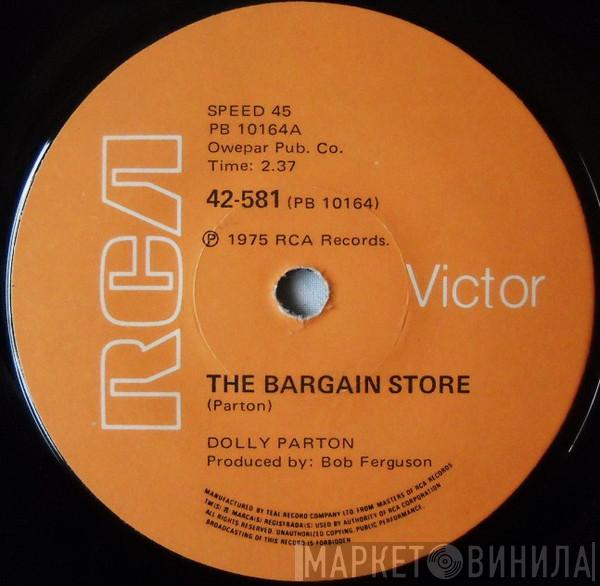 SPEED 45
PB 10164A
Owepar Pub. Co.
Time: 2.37
42-581 (PB 10164)
℗ 1975 RCA Records.
RCA
Victor
THE BARGAIN STORE
(Parton)
DOLLY PARTON
Produced by: Bob Ferguson
MANUFACTURED BY TEAL RECORD COMPANY LTD. FROM MASTERS OF RCA RECORDS
TM(S) ® MARCA(S) REGISTRADA(S) USED BY AUTHORITY OF RCA CORPORATION
ALL RIGHTS RESERVED. UNAUTHORIZED COPYING, PUBLIC PERFORMANCE,
BROADCASTING OF THIS RECORD IS FORBIDDEN
МАРКЕТ ВИНИЛА